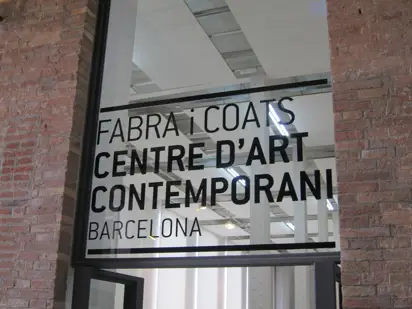 FABRA i COATS
CENTRE D'ART
CONTEMPORANI
BARCELONA